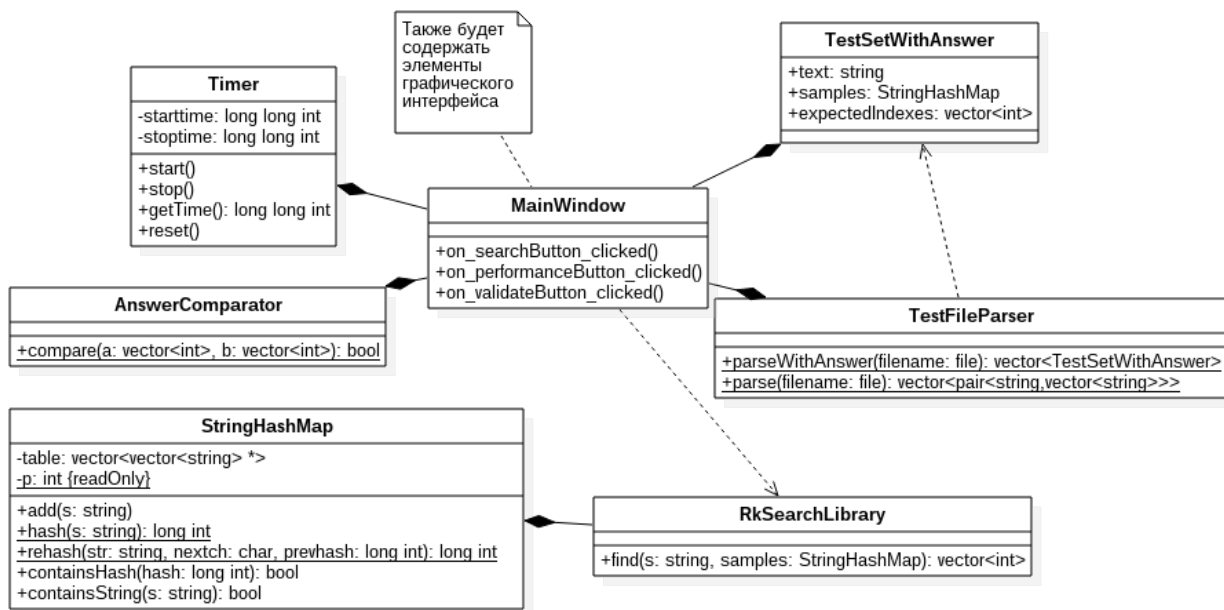 Также будет
содержать
элементы
графического
интерфейса
TestSetWithAnswer
+text: string
+samples: StringHashMap
+expectedIndexes: vector<int>
Timer
-starttime: long long int
-stoptime: long long int
+start()
+stop()
+getTime(): long long int
+reset()
MainWindow
+on_searchButton_clicked()
+on_performanceButton_clicked()
+on_validateButton_clicked()
AnswerComparator
+compare(a: vector<int>, b: vector<int>): bool
TestFileParser
+parseWithAnswer(filename: file): vector<TestSetWithAnswer>
+parse(filename: file): vector<pair<string,vector<string>>>
StringHashMap
-table: vector<vector<string> *>
-p: int {readOnly}
+add(s: string)
+hash(s: string): long int
+rehash(str: string, nextch: char, prevhash: long int): long int
+containsHash(hash: long int): bool
+containsString(s: string): bool
RkSearchLibrary
+find(s: string, samples: StringHashMap): vector<int>